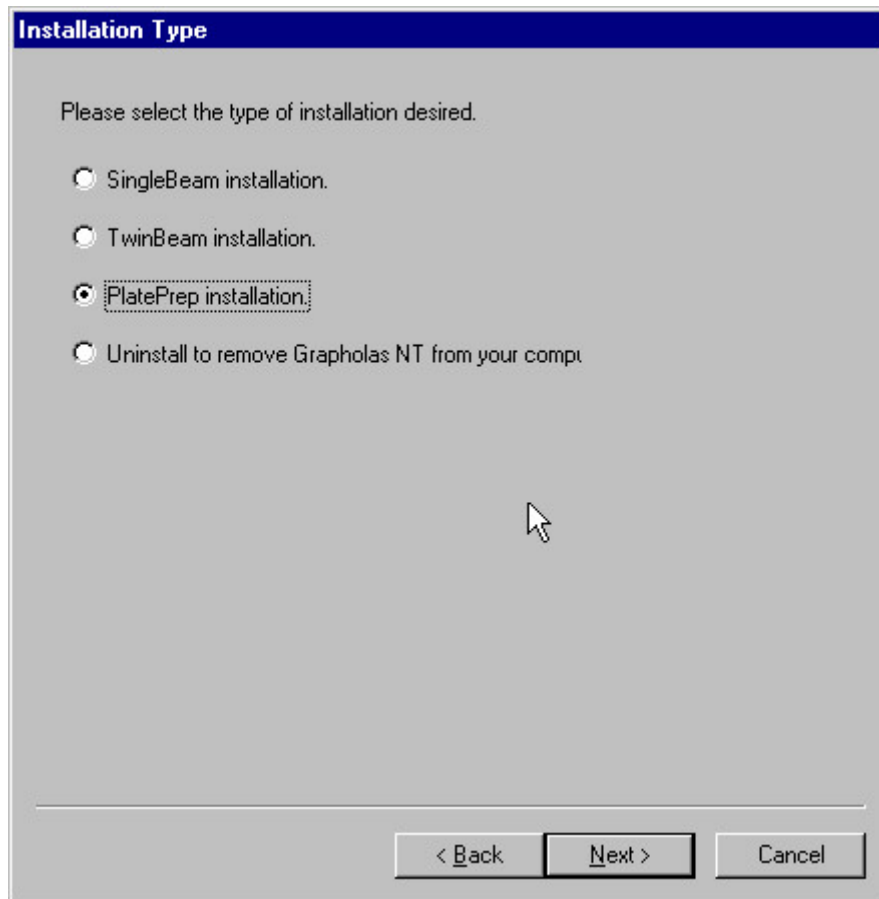 Installation Type
Please select the type of installation desired.
SingleBeam installation.
TwinBeam installation.
PlatePrep installation.
Uninstall to remove Grapholas NT from your compu
< Back
Next >
Cancel